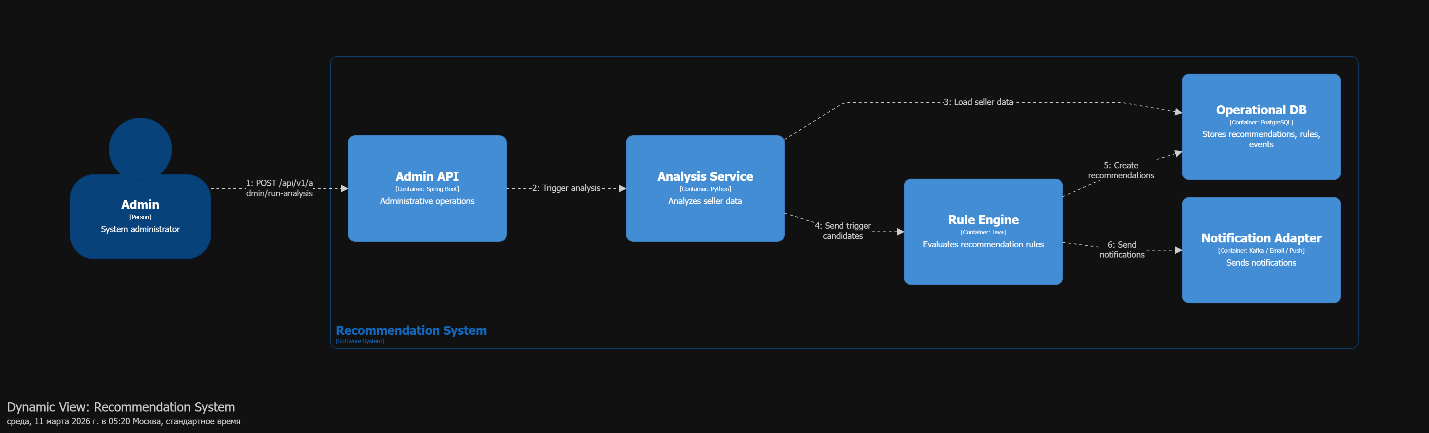 Admin
[Person]
System administrator
1: POST /api/v1/a
dmin/run-analysis
Admin API
[Container: Spring Boot]
Administrative operations
2: Trigger analysis
Analysis Service
[Container: Python]
Analyzes seller data
3: Load seller data
4: Send trigger
candidates
Rule Engine
[Container: Java]
Evaluates recommendation rules
5: Create
recommendations
6: Send
notifications
Operational DB
[Container: PostgreSQL]
Stores recommendations, rules,
events
Notification Adapter
[Container: Kafka / Email / Push]
Sends notifications
Recommendation System
[Software System]
Dynamic View: Recommendation System
среда, 11 марта 2026 г. в 05:20 Москва, стандартное время